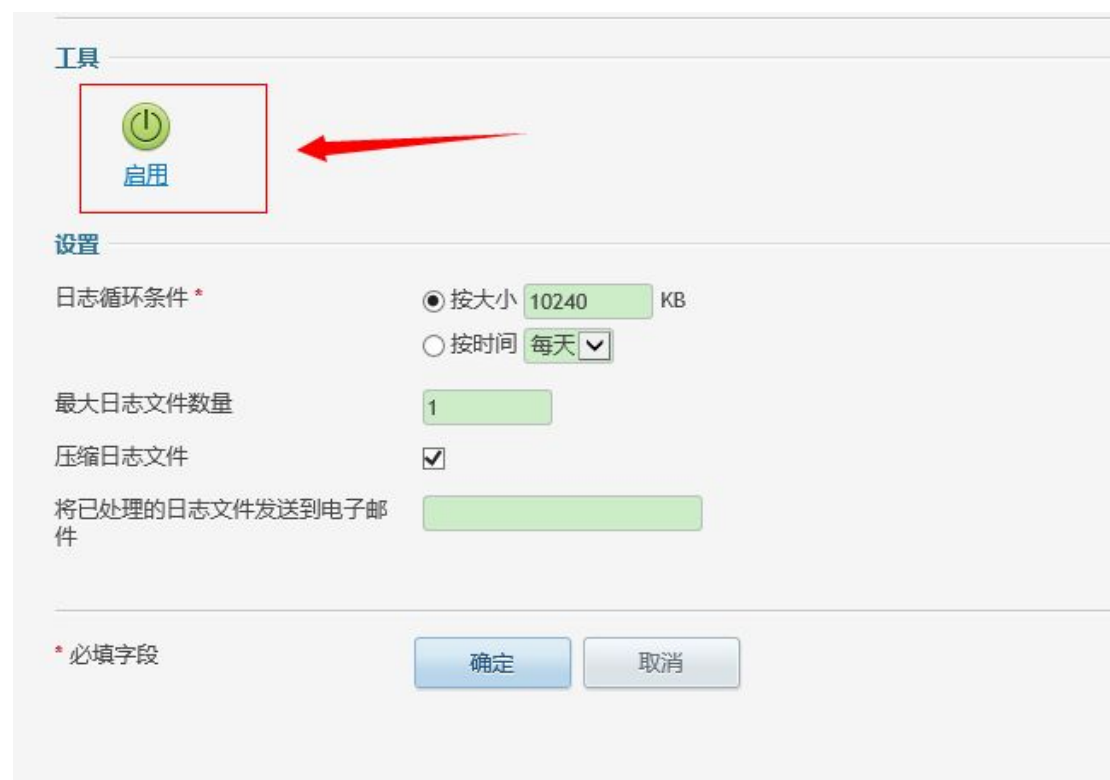 工具
启用
设置
日志循环条件 *
按大小 10240 KB
按时间 每天
最大日志文件数量 1
压缩日志文件
将已处理的日志文件发送到电子邮
件
* 必填字段 确定 取消